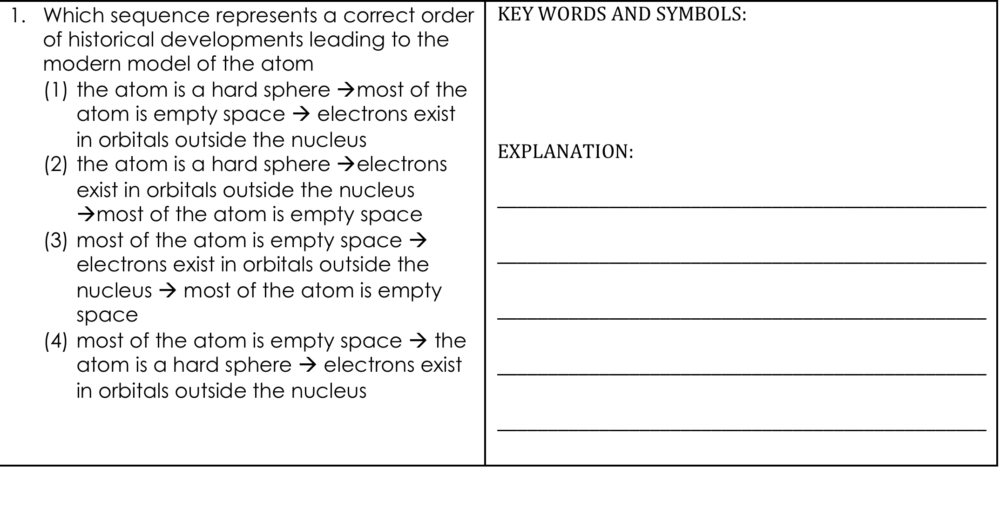 1. Which sequence represents a correct order
of historical developments leading to the
modern model of the atom
(1) the atom is a hard sphere →most of the
atom is empty space → electrons exist
in orbitals outside the nucleus
(2) the atom is a hard sphere →electrons
exist in orbitals outside the nucleus
→most of the atom is empty space
(3) most of the atom is empty space →
electrons exist in orbitals outside the
nucleus → most of the atom is empty
space
(4) most of the atom is empty space → the
atom is a hard sphere → electrons exist
in orbitals outside the nucleus
KEY WORDS AND SYMBOLS:
EXPLANATION: